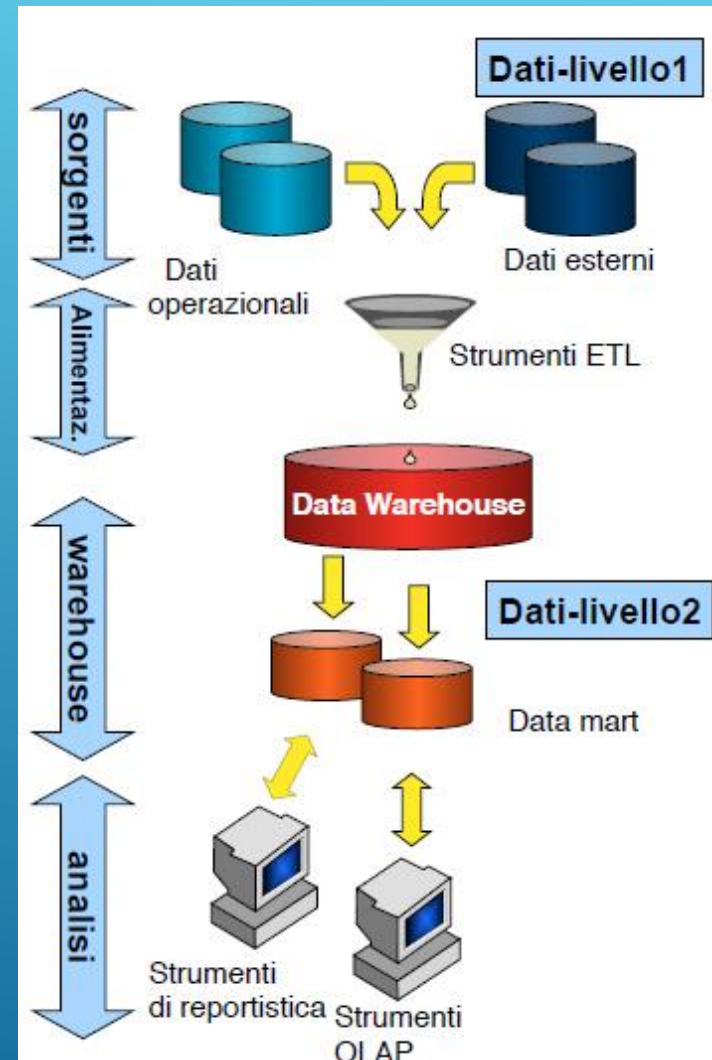 Dati-livello1
sorgenti
Dati
operazionali
Dati esterni
Alimentaz.
Strumenti ETL
Data Warehouse
warehouse
Dati-livello2
Data mart
analisi
Strumenti
di reportistica
Strumenti
OLAP